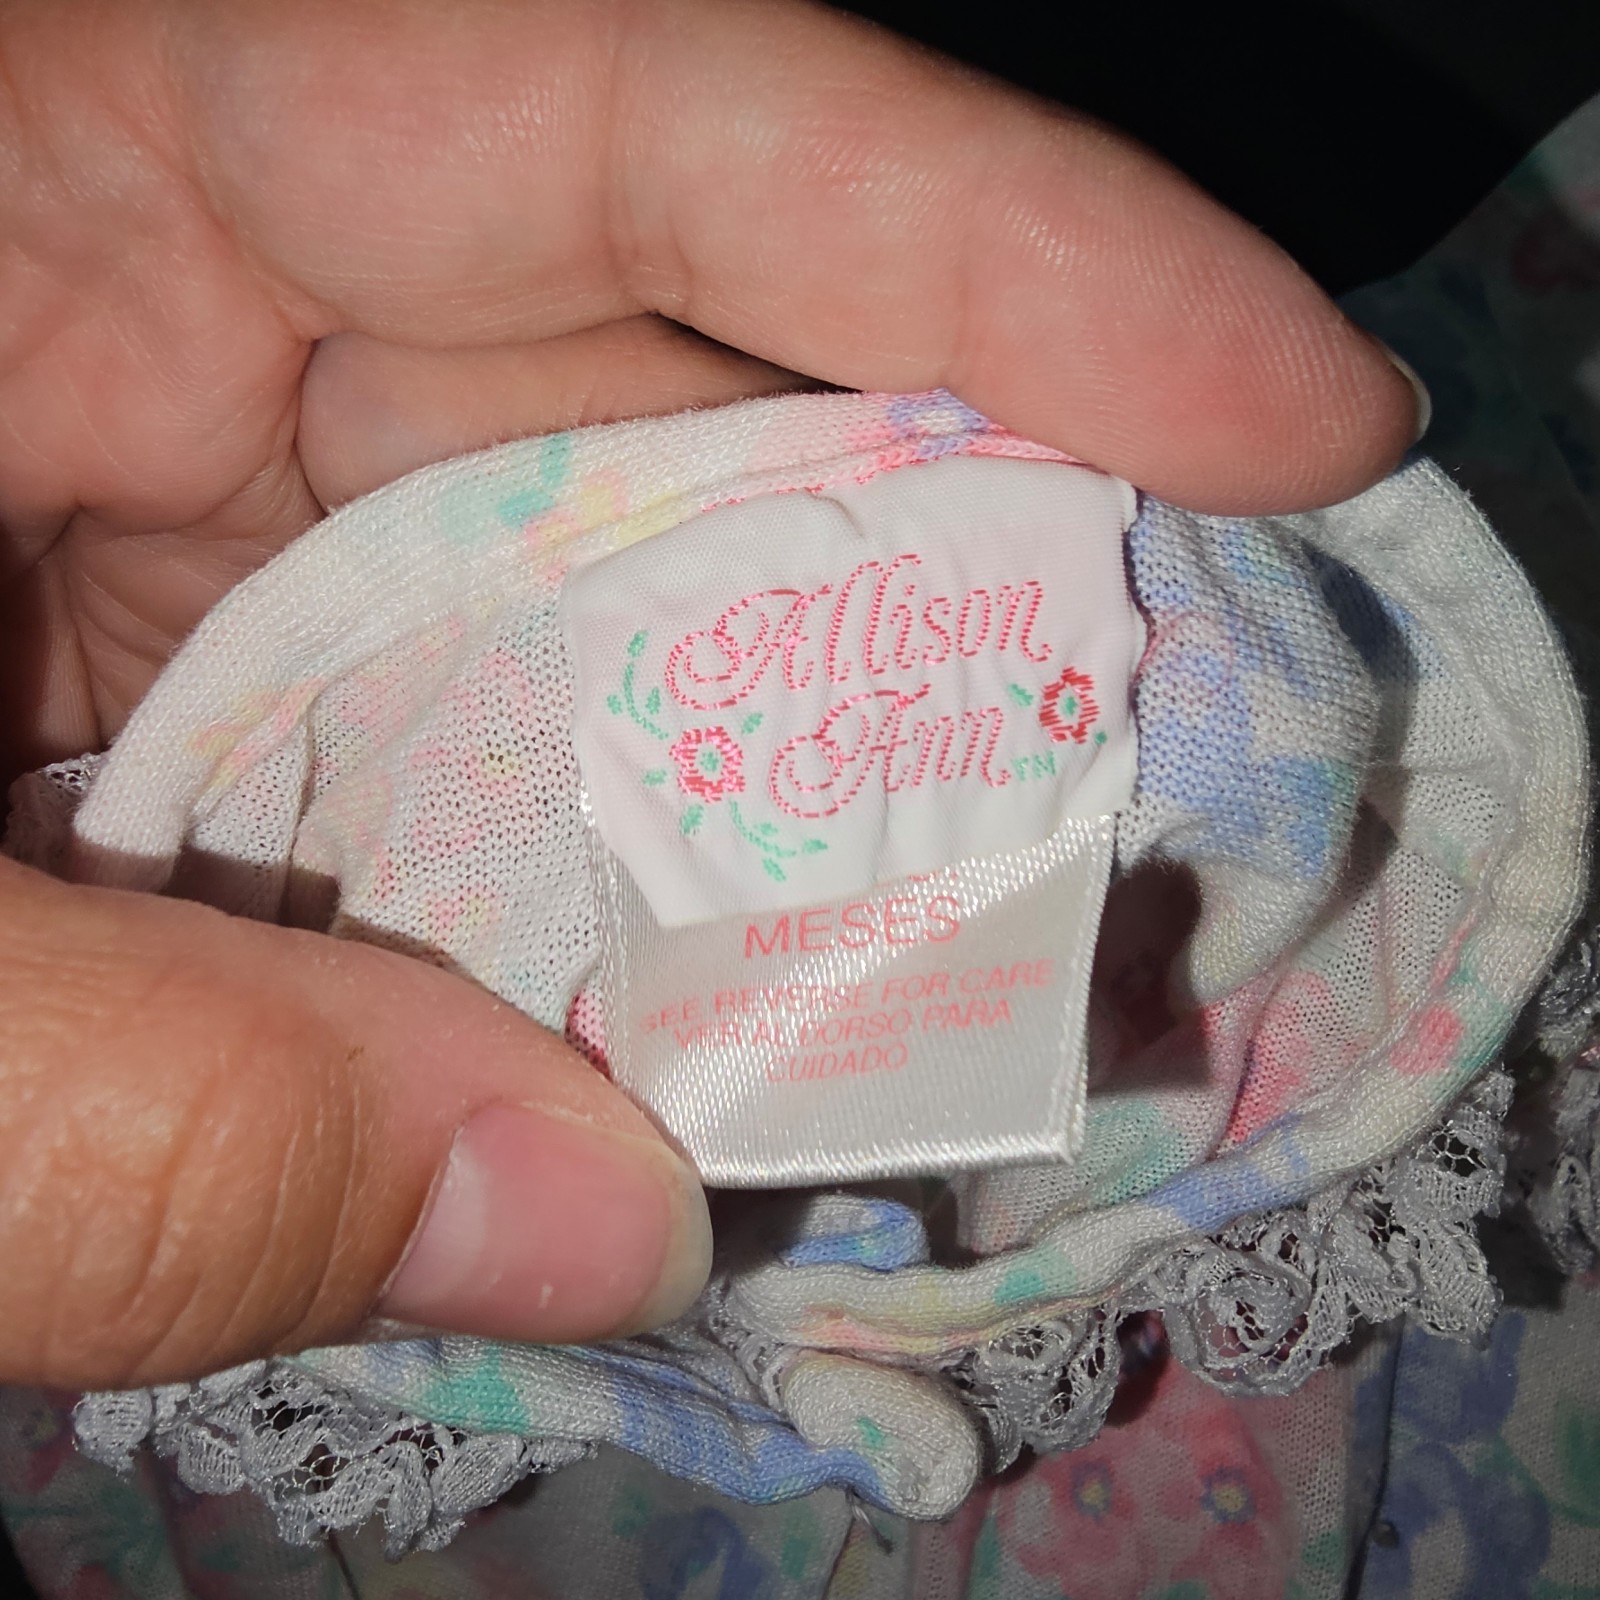 Allison
Ann TM
MESES
SEE REVERSE FOR CARE
VER AL DORSO PARA
CUIDADO